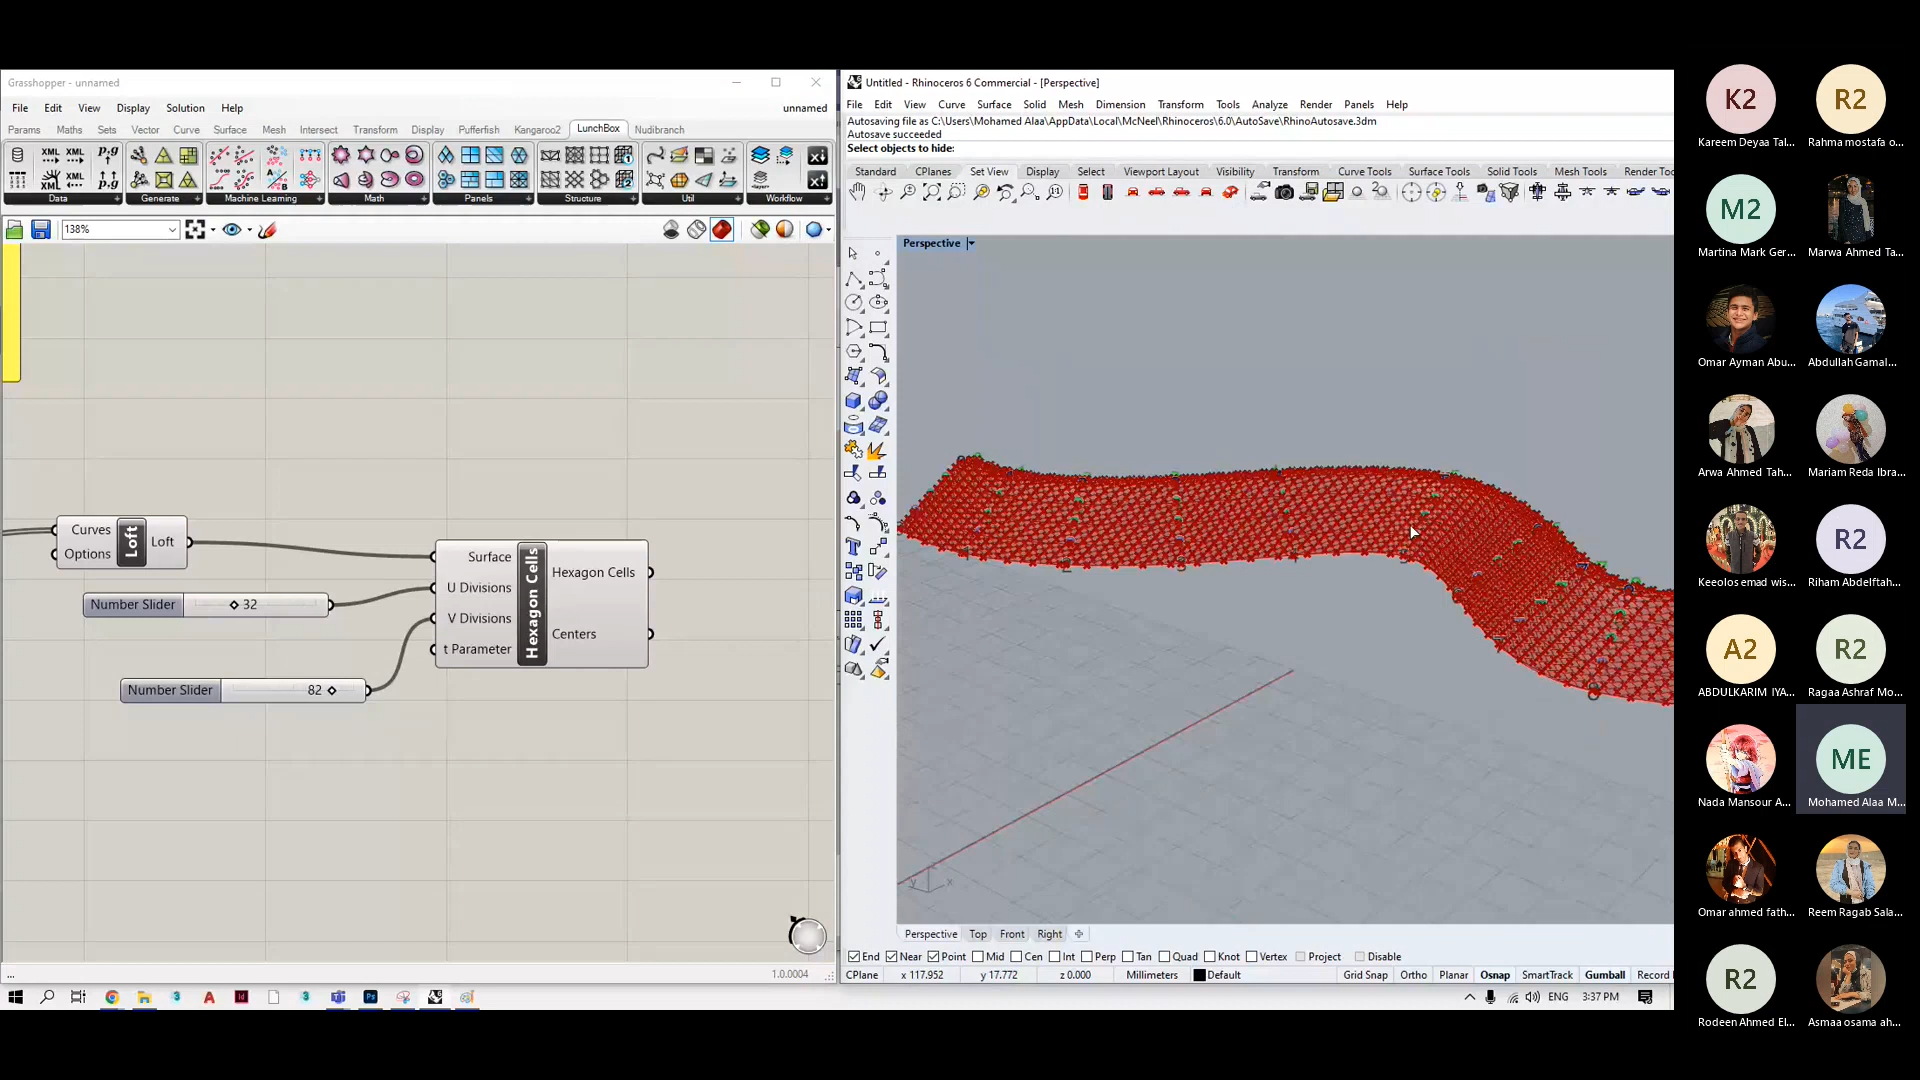 Grasshopper - unnamed
File Edit View Display Solution Help
unnamed
Params Maths Sets Vector Curve Surface Mesh Intersect Transform Display Pufferfish Kangaroo2 LunchBox Nudibranch
Data Generate Machine Learning Math Panels Structure Util Workflow
138%
Curves
Options
Loft
Loft
Number Slider 32
Number Slider 82
Surface
U Divisions
V Divisions
t Parameter
Hexagon Cells
Hexagon Cells
Centers
...
1.0.0004
Untitled - Rhinoceros 6 Commercial - [Perspective]
File Edit View Curve Surface Solid Mesh Dimension Transform Tools Analyze Render Panels Help
Autosaving file as C:\Users\Mohamed Alaa\AppData\Local\McNeel\Rhinoceros\6.0\AutoSave\RhinoAutosave.3dm
Autosave succeeded
Select objects to hide:
Standard CPlanes Set View Display Select Viewport Layout Visibility Transform Curve Tools Surface Tools Solid Tools Mesh Tools Render Too
Perspective
y x
Perspective Top Front Right
End Near Point Mid Cen Int Perp Tan Quad Knot Vertex Project Disable
CPlane x 117.952 y 17.772 z 0.000 Millimeters Default Grid Snap Ortho Planar Osnap SmartTrack Gumball Record
ENG 3:37 PM
K2
Kareem Deyaa Tal...
R2
Rahma mostafa o...
M2
Martina Mark Ger...
Marwa Ahmed Ta...
Omar Ayman Abu...
Abdullah Gamal...
Arwa Ahmed Tah...
Mariam Reda Ibra...
Keeolos emad wis...
R2
Riham Abdelftah...
A2
ABDULKARIM IYA...
R2
Ragaa Ashraf Mo...
Nada Mansour A...
ME
Mohamed Alaa M...
Omar ahmed fath...
Reem Ragab Sala...
R2
Rodeen Ahmed El...
Asmaa osama ah...